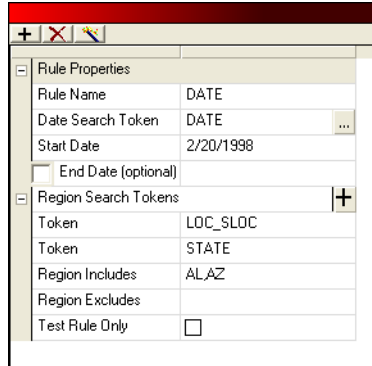 Rule Properties
Rule Name DATE
Date Search Token DATE ...
Start Date 2/20/1998
End Date (optional)
Region Search Tokens +
Token LOC_SLOC
Token STATE
Region Includes AL,AZ
Region Excludes
Test Rule Only